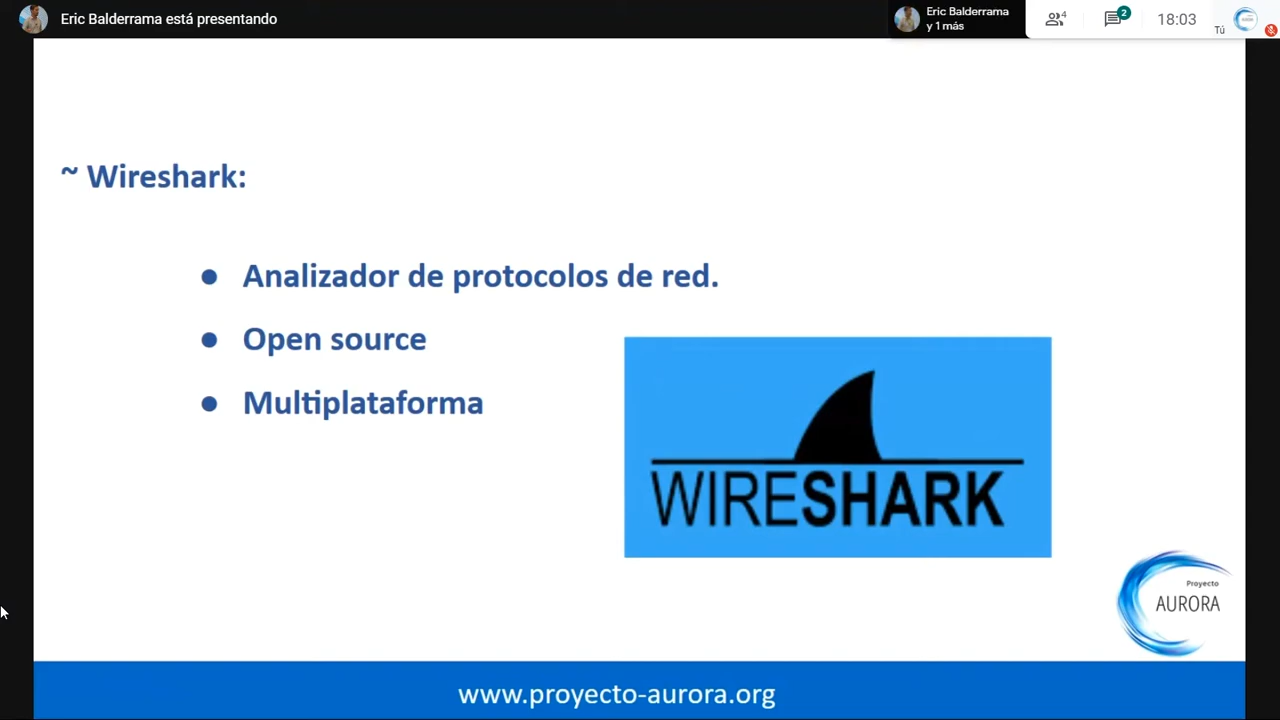 Eric Balderrama está presentando
Eric Balderrama
y 1 más
4
2
18:03
Tú
~ Wireshark:
● Analizador de protocolos de red.
● Open source
● Multiplataforma
WIRESHARK
Proyecto
AURORA
www.proyecto-aurora.org